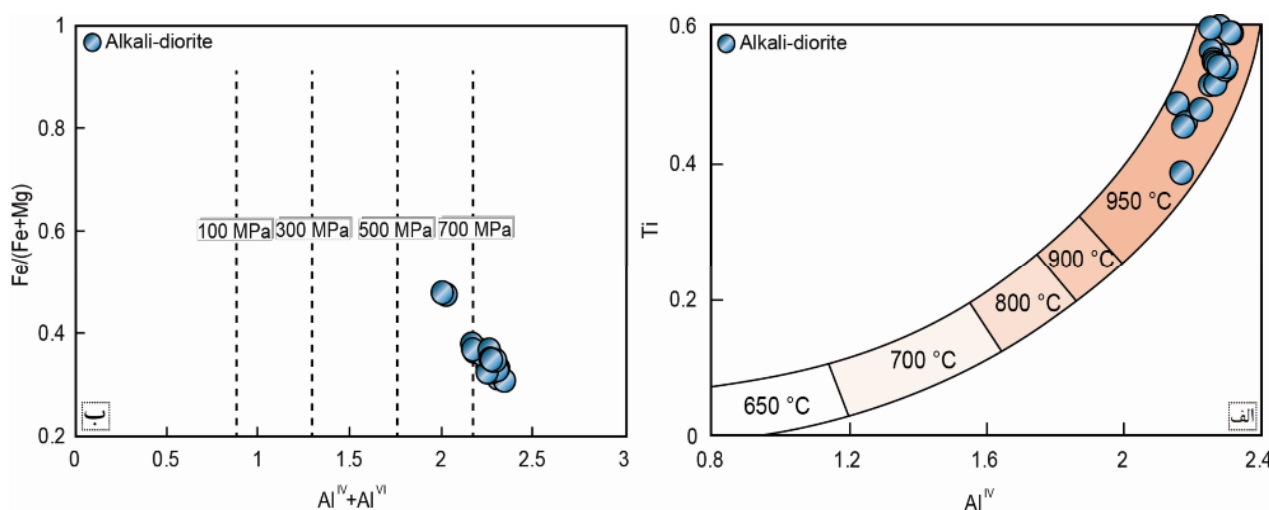 Alkali-diorite
1
0.8
0.6
0.4
0.2
Fe/(Fe+Mg)
100 MPa
300 MPa
500 MPa
700 MPa
ب
0
0.5
1
1.5
2
2.5
3
Al^IV+Al^VI
Alkali-diorite
0.6
0.4
0.2
0
Ti
950 °C
900 °C
800 °C
700 °C
650 °C
الف
0.8
1.2
1.6
2
2.4
Al^IV